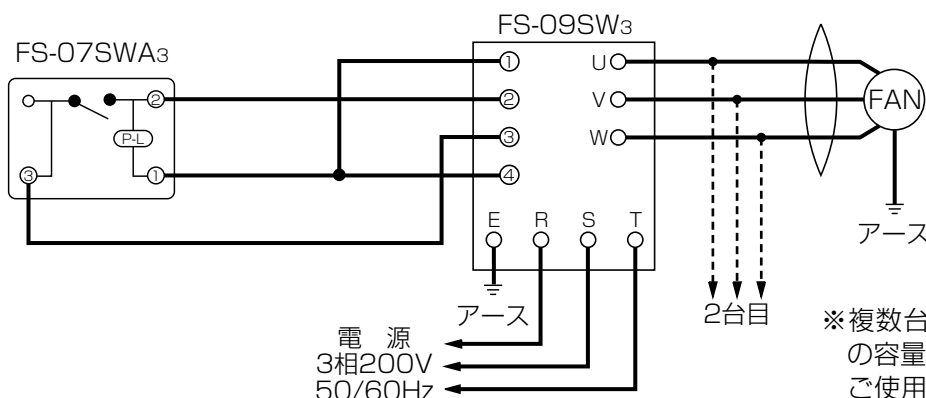 FS-09SW3
FS-07SWA3
② ① ③ P-L
① ② ③ ④
U V W
FAN
アース
E R S T
アース
2台目
電　源
3相200V
50/60Hz
※複数台
の容量
ご使用